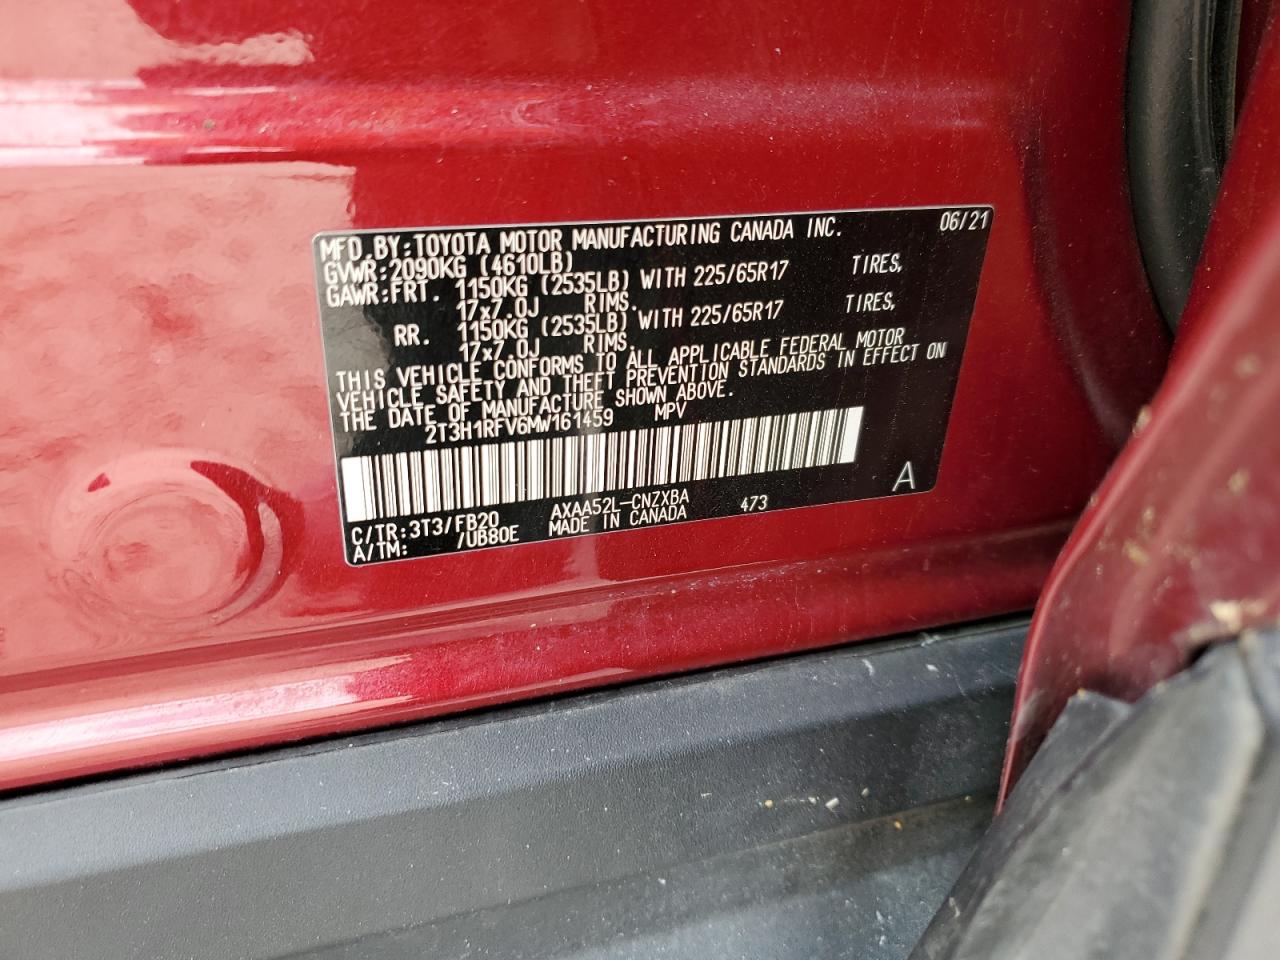 MFD.BY:TOYOTA MOTOR MANUFACTURING CANADA INC. 06/21
GVWR:2090KG (4610LB)
GAWR:FRT. 1150KG (2535LB) WITH 225/65R17 TIRES,
17x7.0J RIMS.
RR. 1150KG (2535LB) WITH 225/65R17 TIRES,
17x7.0J RIMS.
THIS VEHICLE CONFORMS TO ALL APPLICABLE FEDERAL MOTOR
VEHICLE SAFETY AND THEFT PREVENTION STANDARDS IN EFFECT ON
THE DATE OF MANUFACTURE SHOWN ABOVE.
2T3H1RFV6MW161459 MPV
A
C/TR:3T3/FB20 AXAA52L-CNZXBA 473
A/TM: /UB80E MADE IN CANADA